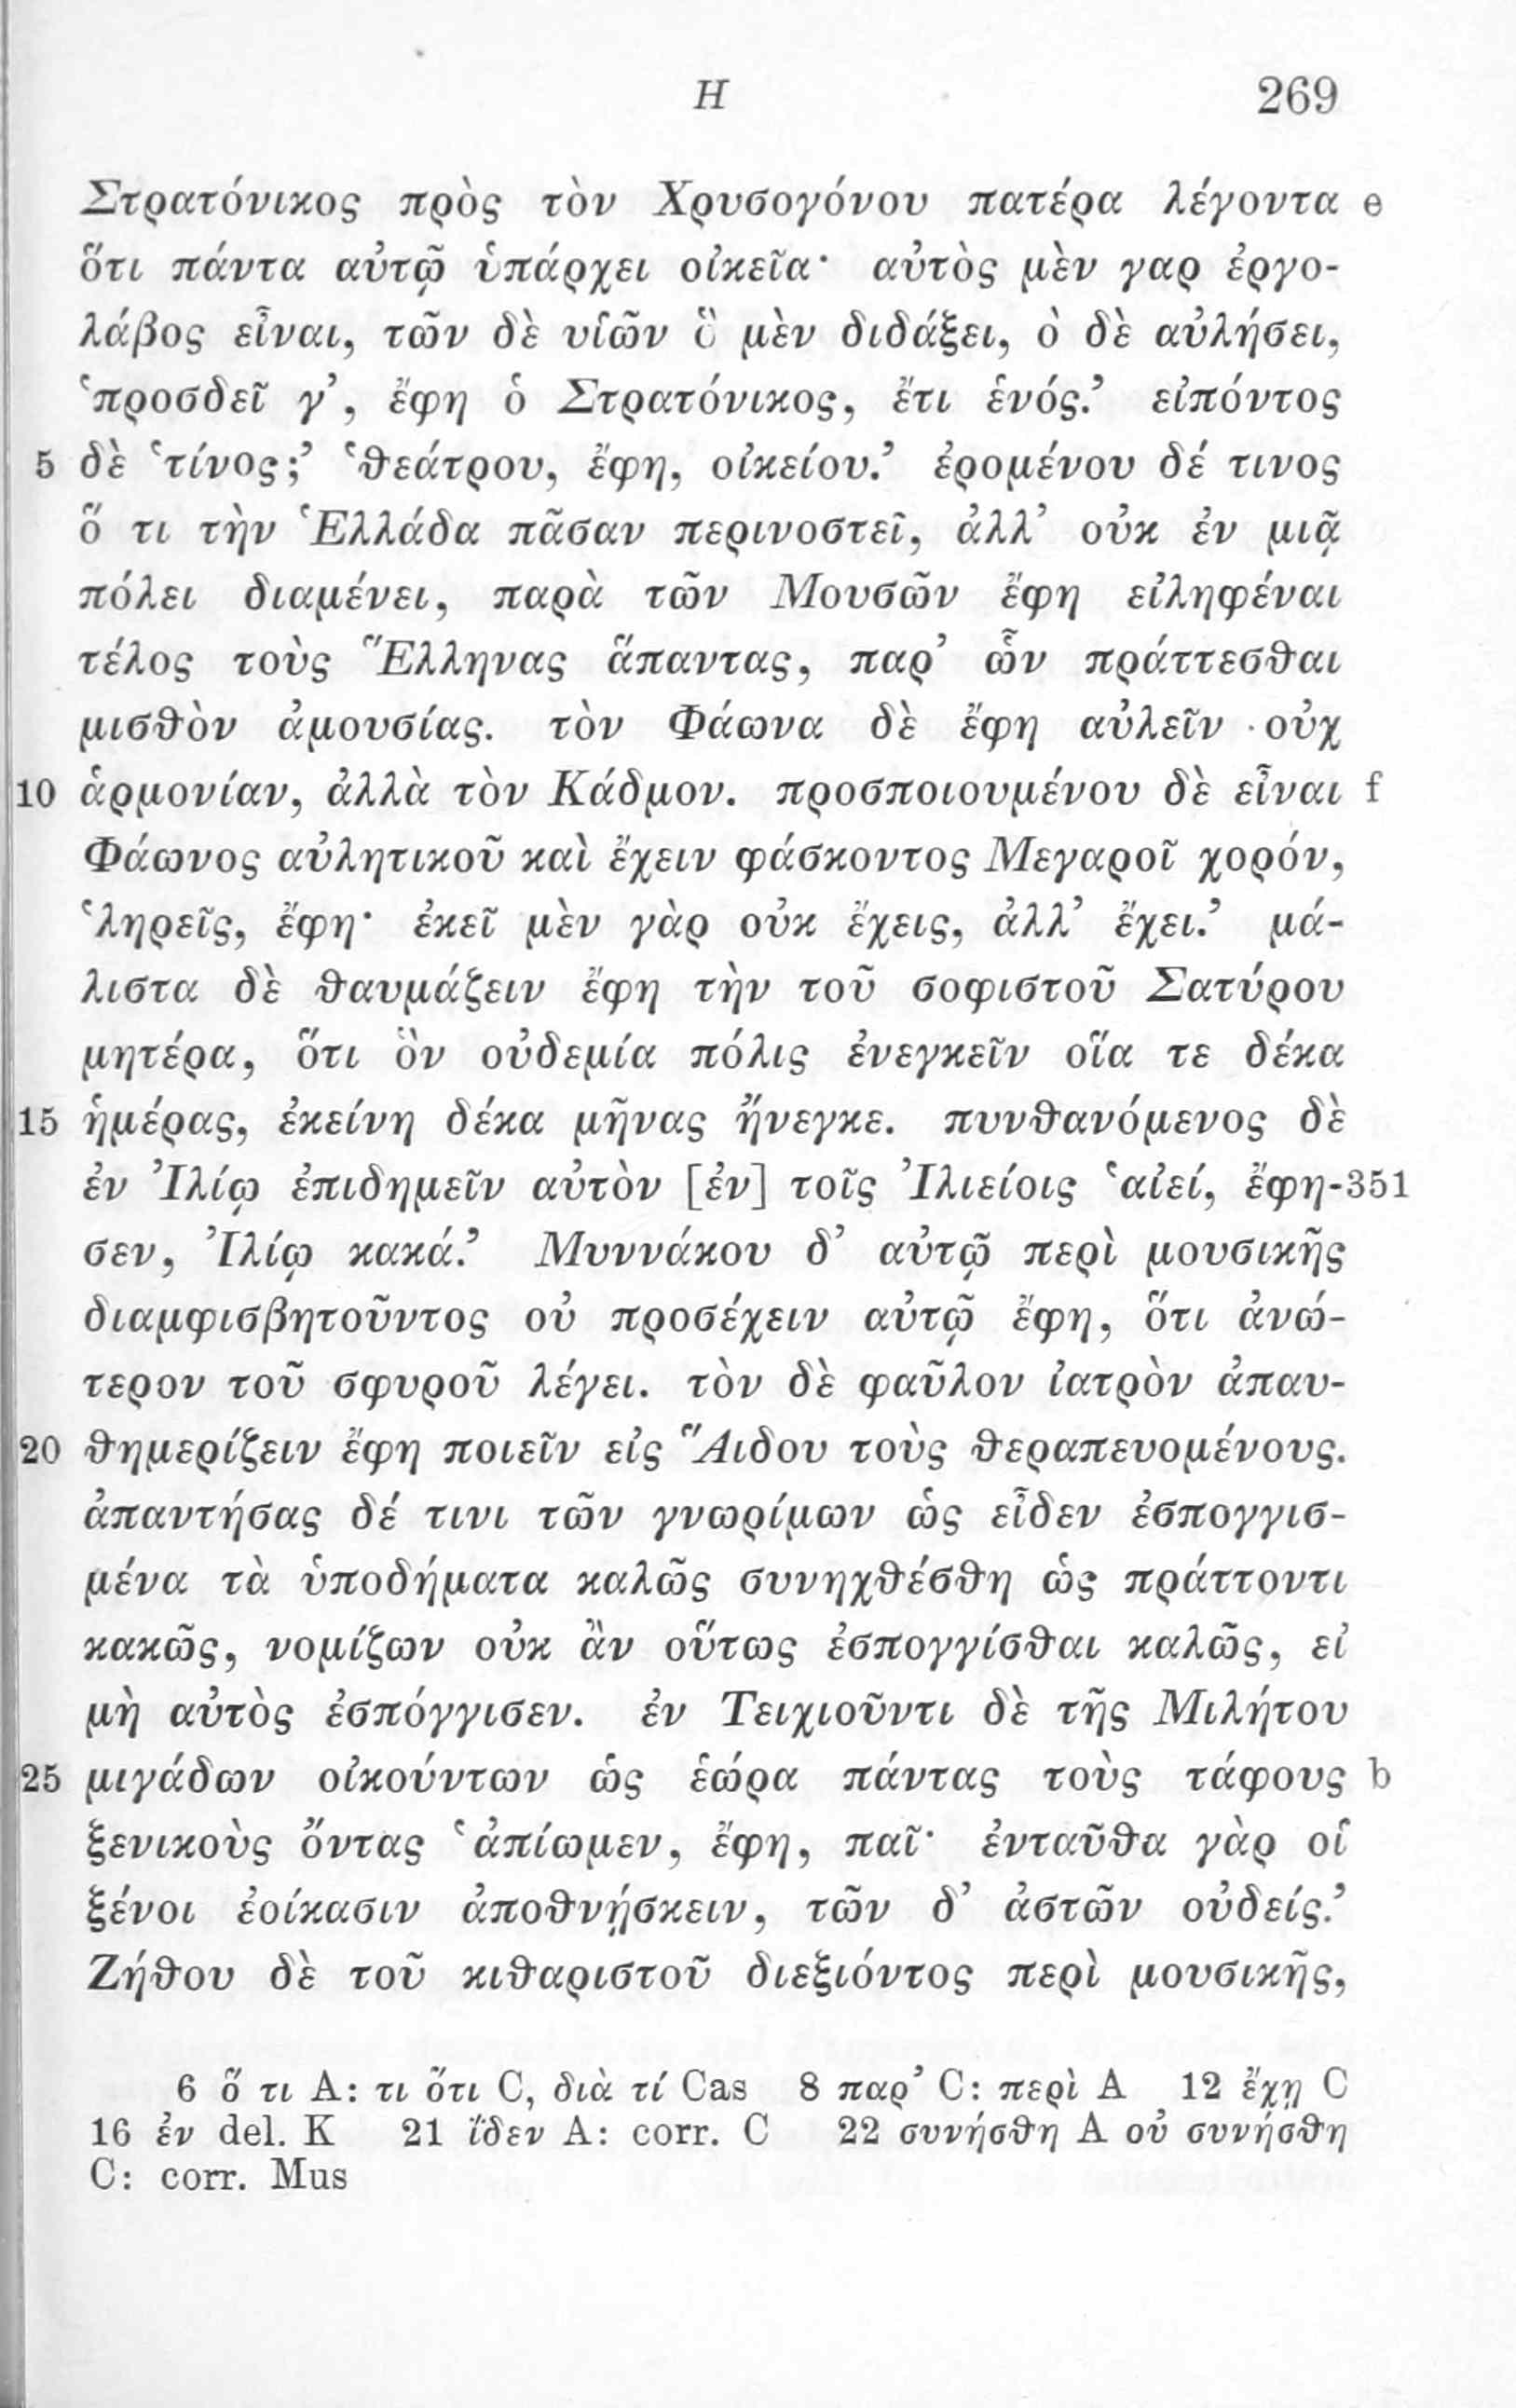 H 269
Στρατόνικος πρὸς τὸν Χρυσογόνου πατέρα λέγοντα e
ὅτι πάντα αὐτῷ ὑπάρχει οἰκεῖα· αὐτὸς μὲν γαρ ἐργο-
λάβος εἶναι, τῶν δὲ υἱῶν ὃ μὲν διδάξει, ὁ δὲ αὐλήσει,
‘προσδεῖ γ’, ἔφη ὁ Στρατόνικος, ἔτι ἑνός.’ εἰπόντος
5 δὲ ‘τίνος;’ ‘θεάτρου, ἔφη, οἰκείου.’ ἐρομένου δέ τινος
ὅ τι τὴν Ἑλλάδα πᾶσαν περινοστεῖ, ἀλλ’ οὐκ ἐν μιᾷ
πόλει διαμένει, παρὰ τῶν Μουσῶν ἔφη εἰληφέναι
τέλος τοὺς Ἕλληνας ἅπαντας, παρ’ ὧν πράττεσθαι
μισθὸν ἀμουσίας. τὸν Φάωνα δὲ ἔφη αὐλεῖν οὐχ
10 ἁρμονίαν, ἀλλὰ τὸν Κάδμον. προσποιουμένου δὲ εἶναι f
Φάωνος αὐλητικοῦ καὶ ἔχειν φάσκοντος Μεγαροῖ χορόν,
‘ληρεῖς, ἔφη· ἐκεῖ μὲν γὰρ οὐκ ἔχεις, ἀλλ’ ἔχει.’ μά-
λιστα δὲ θαυμάζειν ἔφη τὴν τοῦ σοφιστοῦ Σατύρου
μητέρα, ὅτι ὃν οὐδεμία πόλις ἐνεγκεῖν οἵα τε δέκα
15 ἡμέρας, ἐκείνη δέκα μῆνας ἤνεγκε. πυνθανόμενος δὲ
ἐν Ἰλίῳ ἐπιδημεῖν αὐτὸν [ἐν] τοῖς Ἰλιείοις ‘αἰεί, ἔφη-351
σεν, Ἰλίῳ κακά.’ Μυννάκου δ’ αὐτῷ περὶ μουσικῆς
διαμφισβητοῦντος οὐ προσέχειν αὐτῷ ἔφη, ὅτι ἀνώ-
τερον τοῦ σφυροῦ λέγει. τὸν δὲ φαῦλον ἰατρὸν ἀπαυ-
20 θημερίζειν ἔφη ποιεῖν εἰς Ἅιδου τοὺς θεραπευομένους.
ἀπαντήσας δέ τινι τῶν γνωρίμων ὡς εἶδεν ἐσπογγισ-
μένα τὰ ὑποδήματα καλῶς συνηχθέσθη ὡς πράττοντι
κακῶς, νομίζων οὐκ ἂν οὕτως ἐσπογγίσθαι καλῶς, εἰ
μὴ αὐτὸς ἐσπόγγισεν. ἐν Τειχιοῦντι δὲ τῆς Μιλήτου
25 μιγάδων οἰκούντων ὡς ἑώρα πάντας τοὺς τάφους b
ξενικοὺς ὄντας ‘ἀπίωμεν, ἔφη, παῖ· ἐνταῦθα γὰρ οἱ
ξένοι ἐοίκασιν ἀποθνῄσκειν, τῶν δ’ ἀστῶν οὐδείς.’
Ζήθου δὲ τοῦ κιθαριστοῦ διεξιόντος περὶ μουσικῆς,
6 ὅ τι A: τι ὅτι C, διὰ τί Cas 8 παρ’ C: περὶ A 12 ἔχῃ C
16 ἐν del. K 21 ἴδεν A: corr. C 22 συνήσθη A οὐ συνήσθη
C: corr. Mus